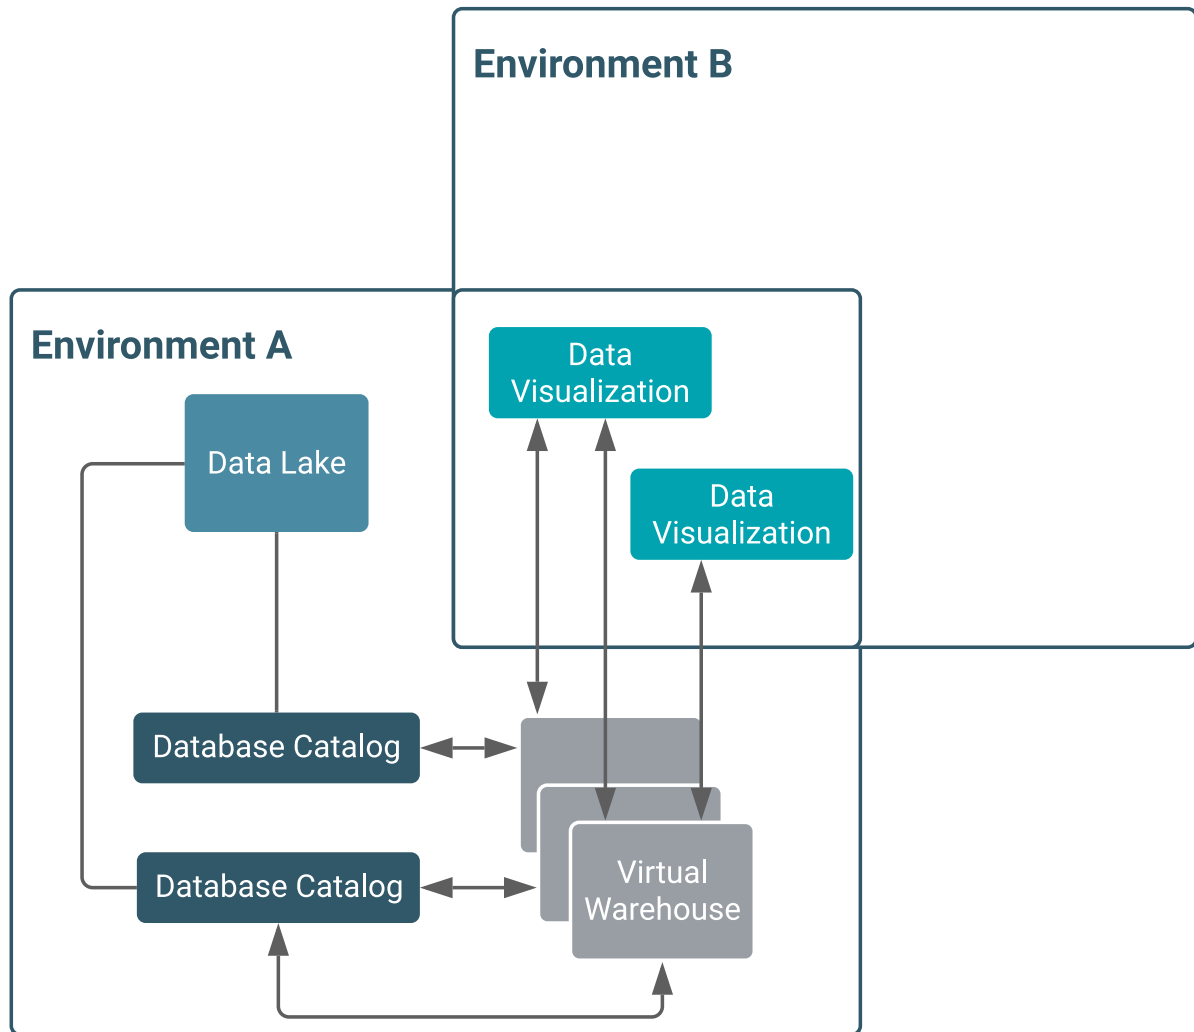 Environment B
Environment A
Data
Visualization
Data Lake
Data
Visualization
Database Catalog
Database Catalog
Virtual
Warehouse